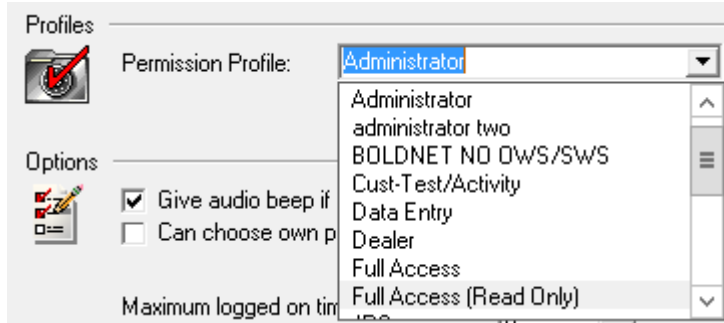 Profiles
Permission Profile: Administrator
Administrator
administrator two
BOLDNET NO OWS/SWS
Cust-Test/Activity
Data Entry
Dealer
Full Access
Full Access (Read Only)
Options
Give audio beep if
Can choose own p
Maximum logged on tim